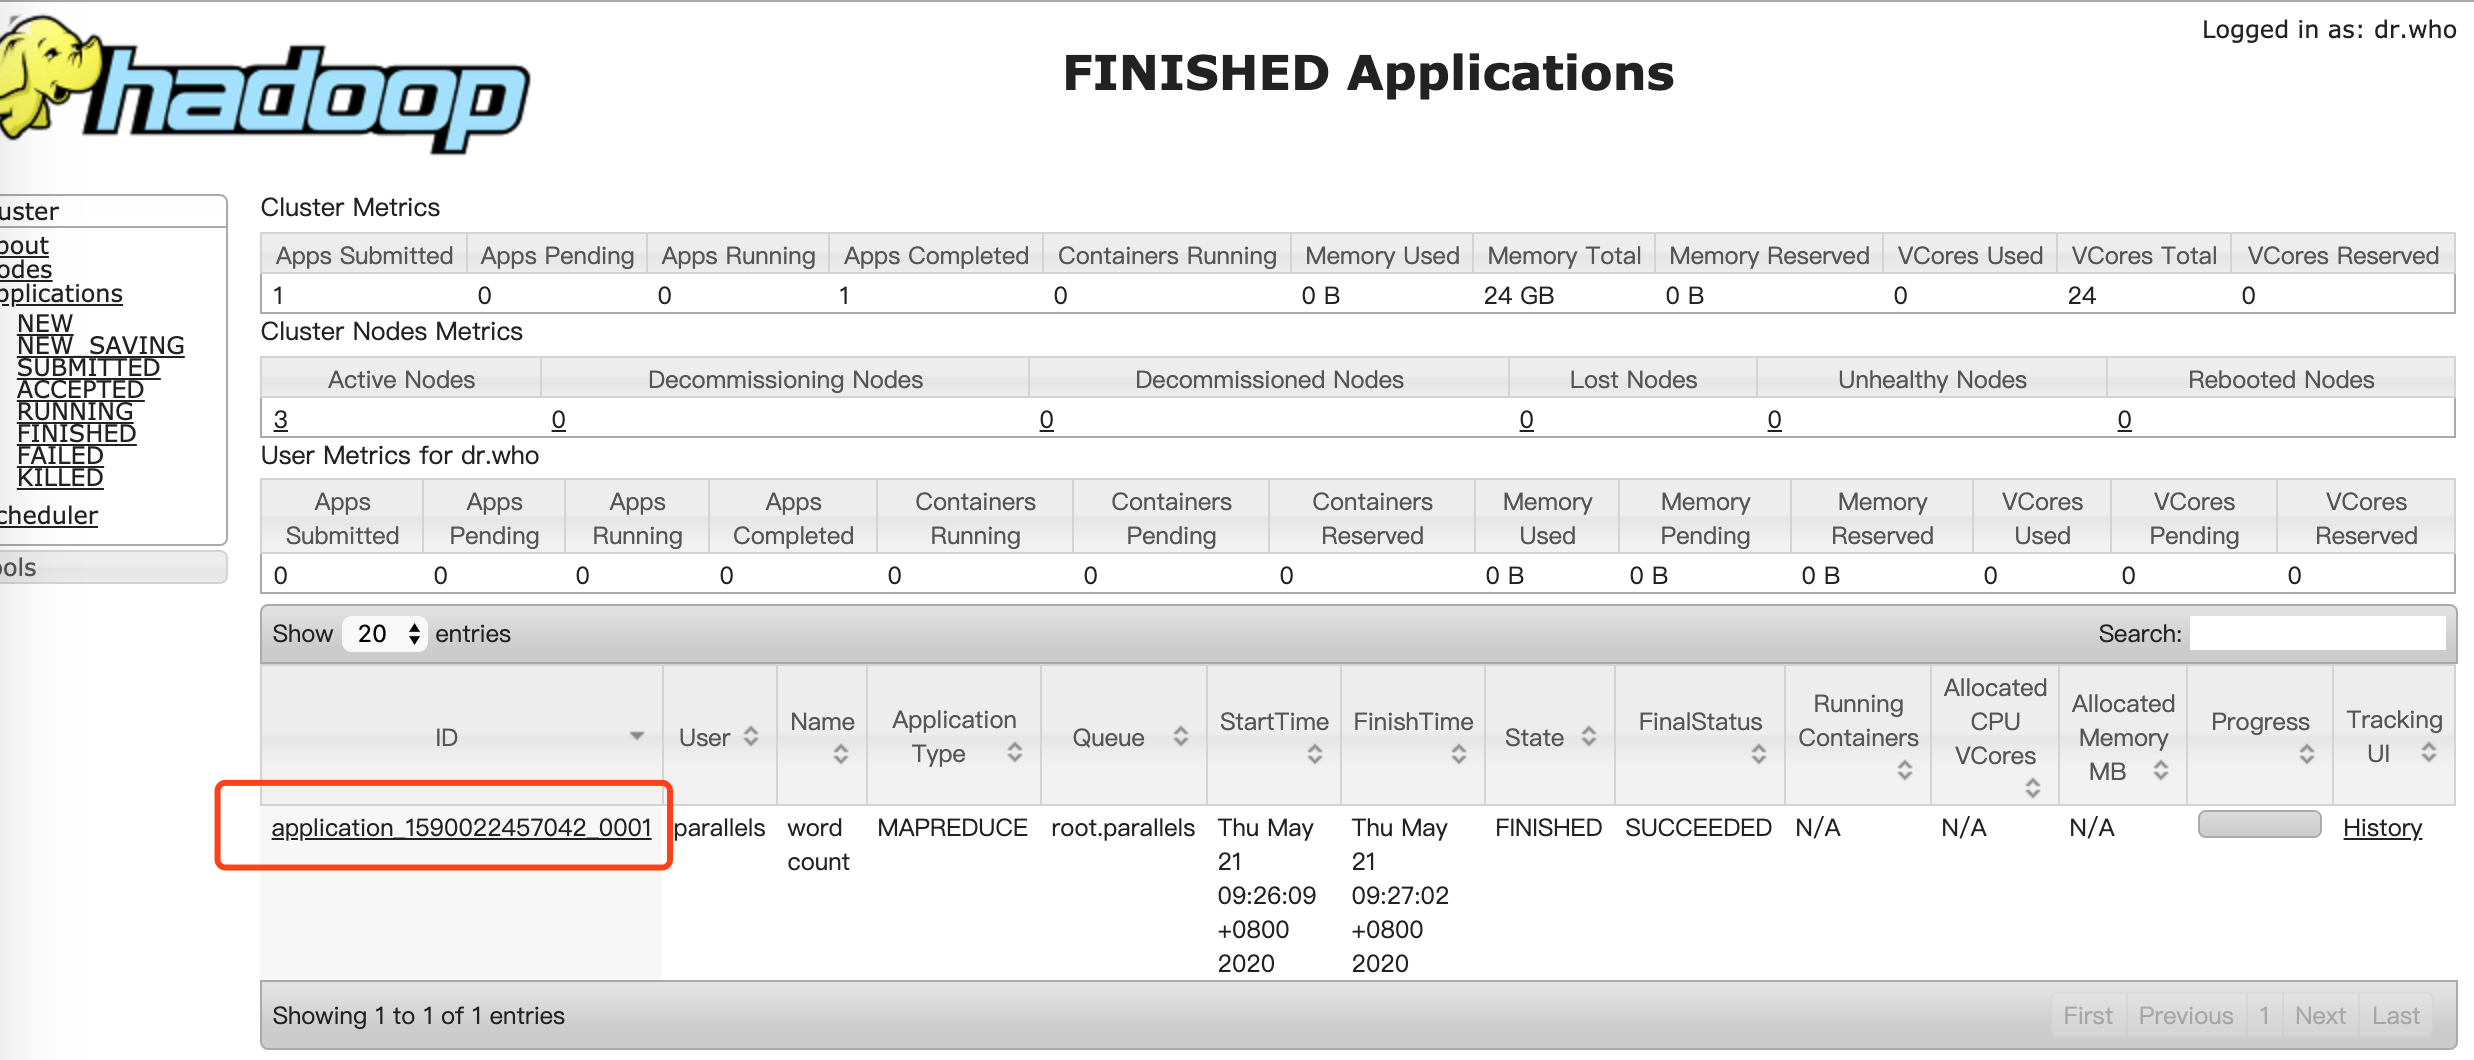 hadoop
Logged in as: dr.who
FINISHED Applications
uster
bout
odes
pplications
NEW
NEW_SAVING
SUBMITTED
ACCEPTED
RUNNING
FINISHED
FAILED
KILLED
cheduler
ools
Cluster Metrics
Apps Submitted Apps Pending Apps Running Apps Completed Containers Running Memory Used Memory Total Memory Reserved VCores Used VCores Total VCores Reserved
1 0 0 1 0 0 B 24 GB 0 B 0 24 0
Cluster Nodes Metrics
Active Nodes Decommissioning Nodes Decommissioned Nodes Lost Nodes Unhealthy Nodes Rebooted Nodes
3 0 0 0 0 0
User Metrics for dr.who
Apps Apps Apps Apps Containers Containers Containers Memory Memory Memory VCores VCores VCores
Submitted Pending Running Completed Running Pending Reserved Used Pending Reserved Used Pending Reserved
0 0 0 0 0 0 0 0 B 0 B 0 B 0 0 0
Show 20 entries Search:
ID User Name Application Type Queue StartTime FinishTime State FinalStatus Running Containers Allocated CPU VCores Allocated Memory MB Progress Tracking UI
application_1590022457042_0001 parallels word MAPREDUCE root.parallels Thu May Thu May FINISHED SUCCEEDED N/A N/A N/A History
count 21 21
09:26:09 09:27:02
+0800 +0800
2020 2020
Showing 1 to 1 of 1 entries First Previous 1 Next Last